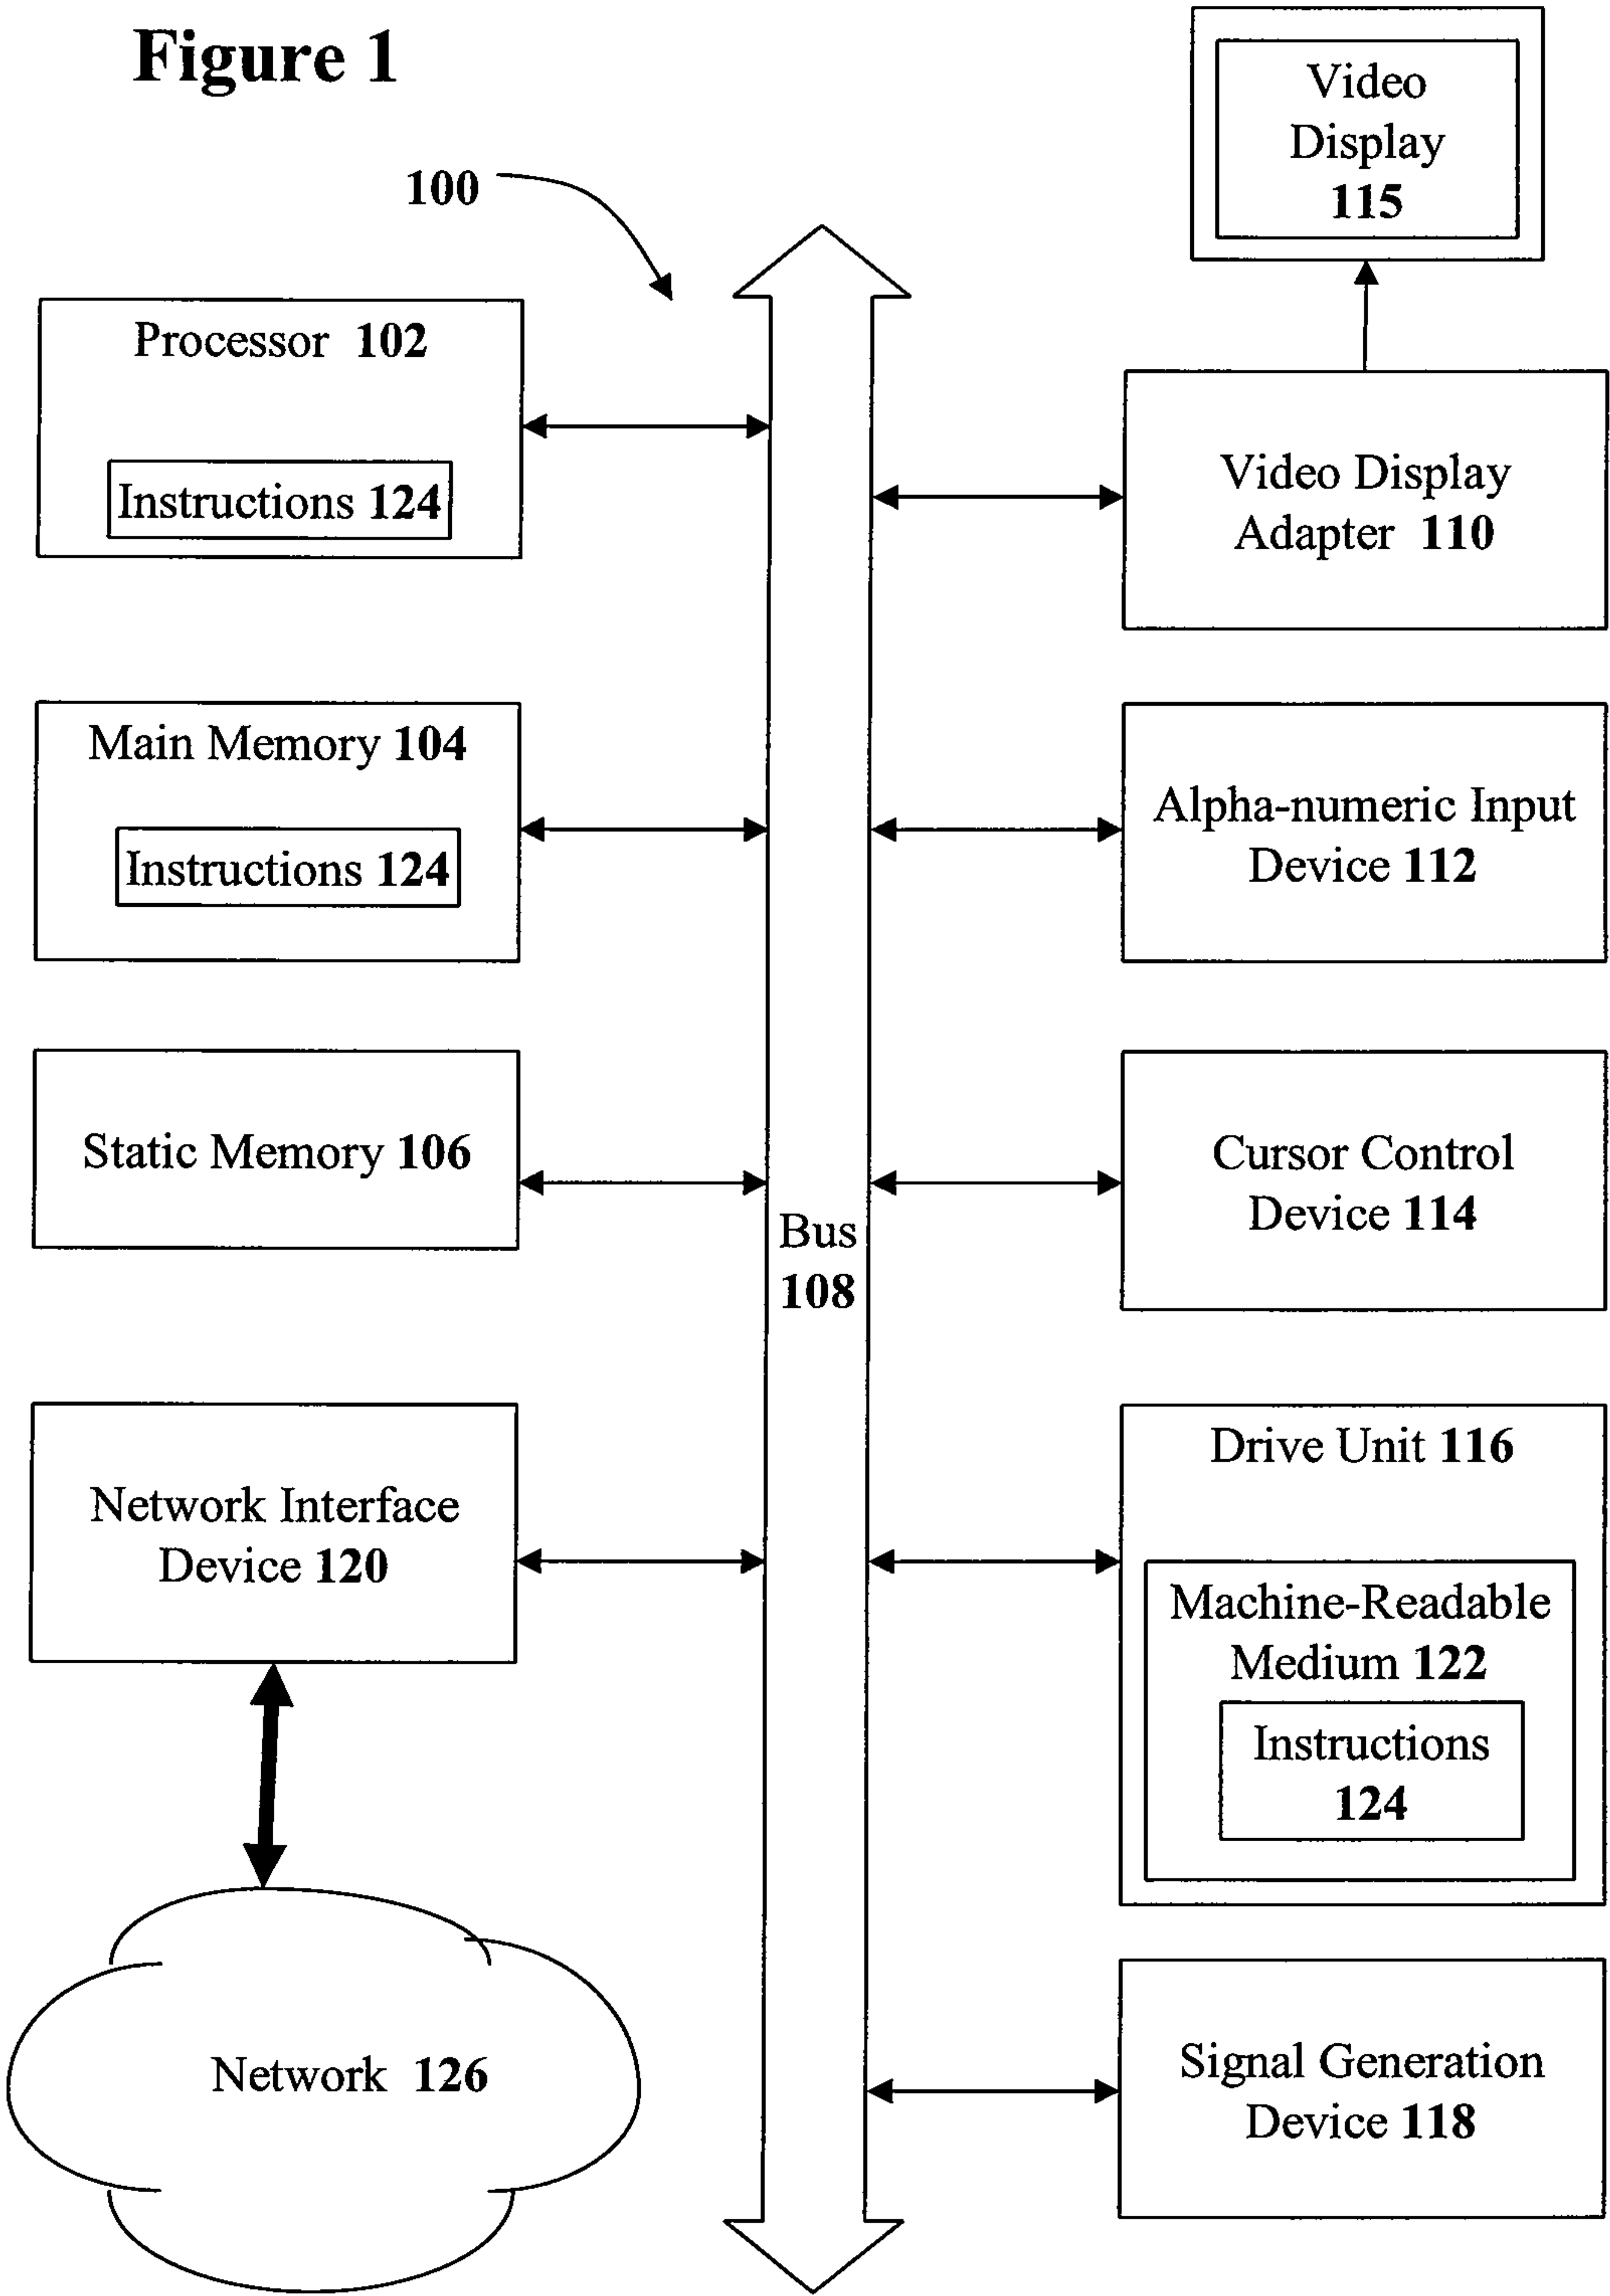 Figure 1
100
Video
Display
115
Processor 102
Instructions 124
Video Display
Adapter 110
Main Memory 104
Instructions 124
Alpha-numeric Input
Device 112
Static Memory 106
Cursor Control
Device 114
Bus
108
Network Interface
Device 120
Drive Unit 116
Machine-Readable
Medium 122
Instructions
124
Network 126
Signal Generation
Device 118